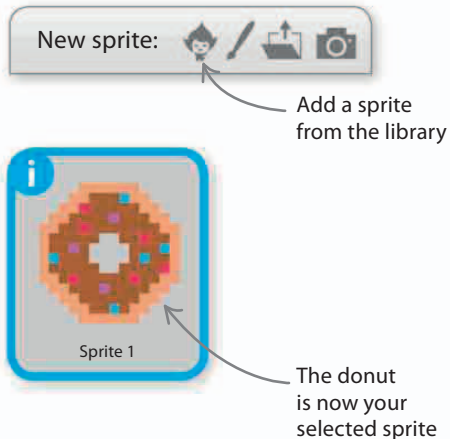 New sprite:
Add a sprite
from the library
i
Sprite 1
The donut
is now your
selected sprite